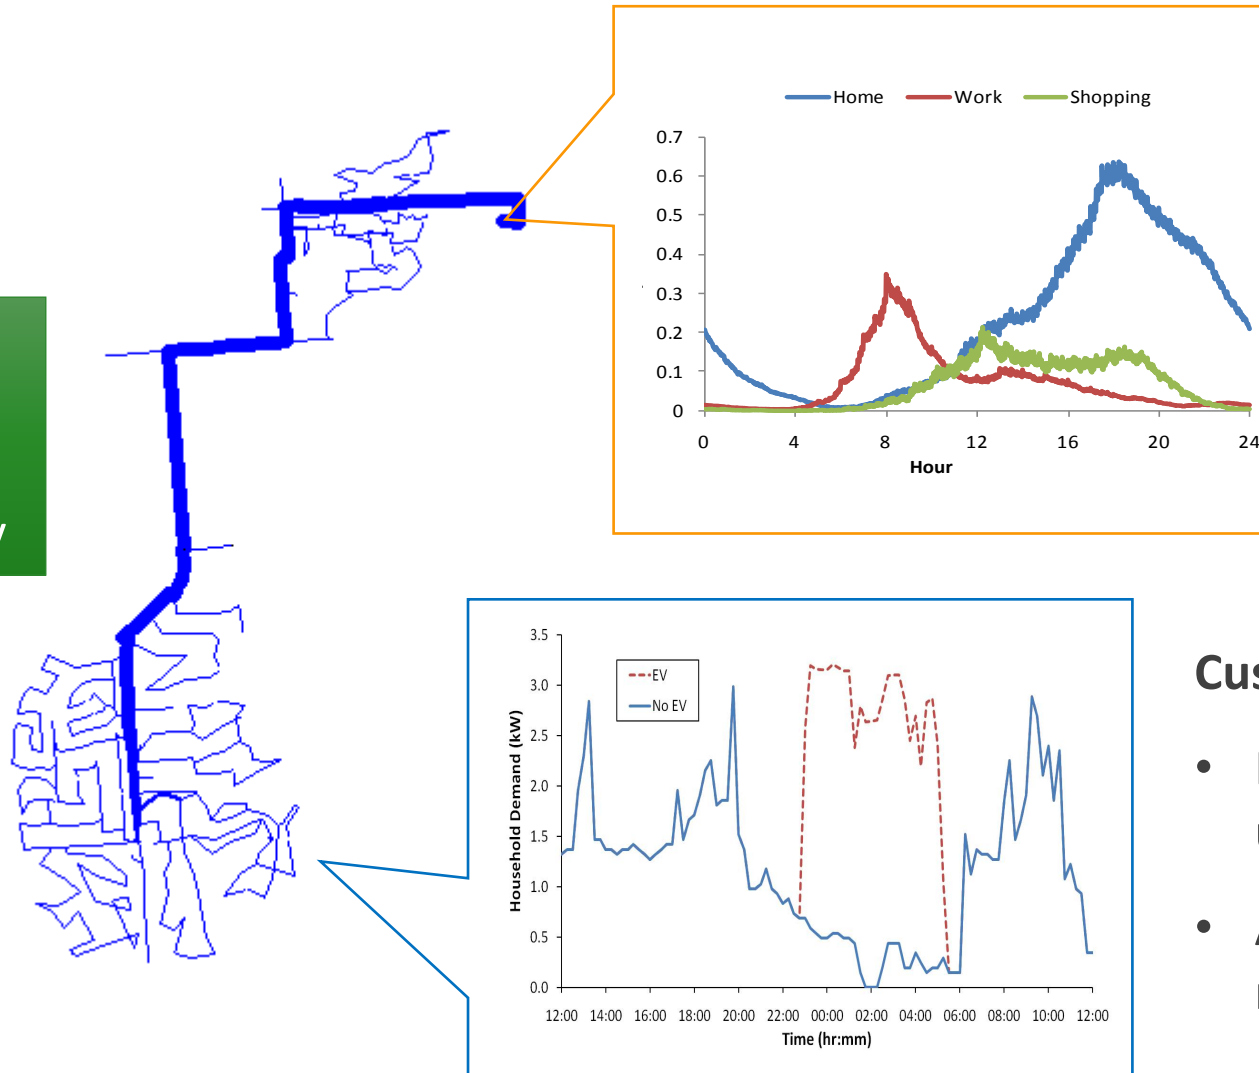 Home Work Shopping
0.7
0.6
0.5
0.4
0.3
0.2
0.1
0
0 4 8 12 16 20 24
Hour
y
3.5
3.0
2.5
2.0
1.5
1.0
0.5
0.0
Household Demand (kW)
EV
No EV
12:00 14:00 16:00 18:00 20:00 22:00 00:00 02:00 04:00 06:00 08:00 10:00 12:00
Time (hr:mm)
Cus
•
• A